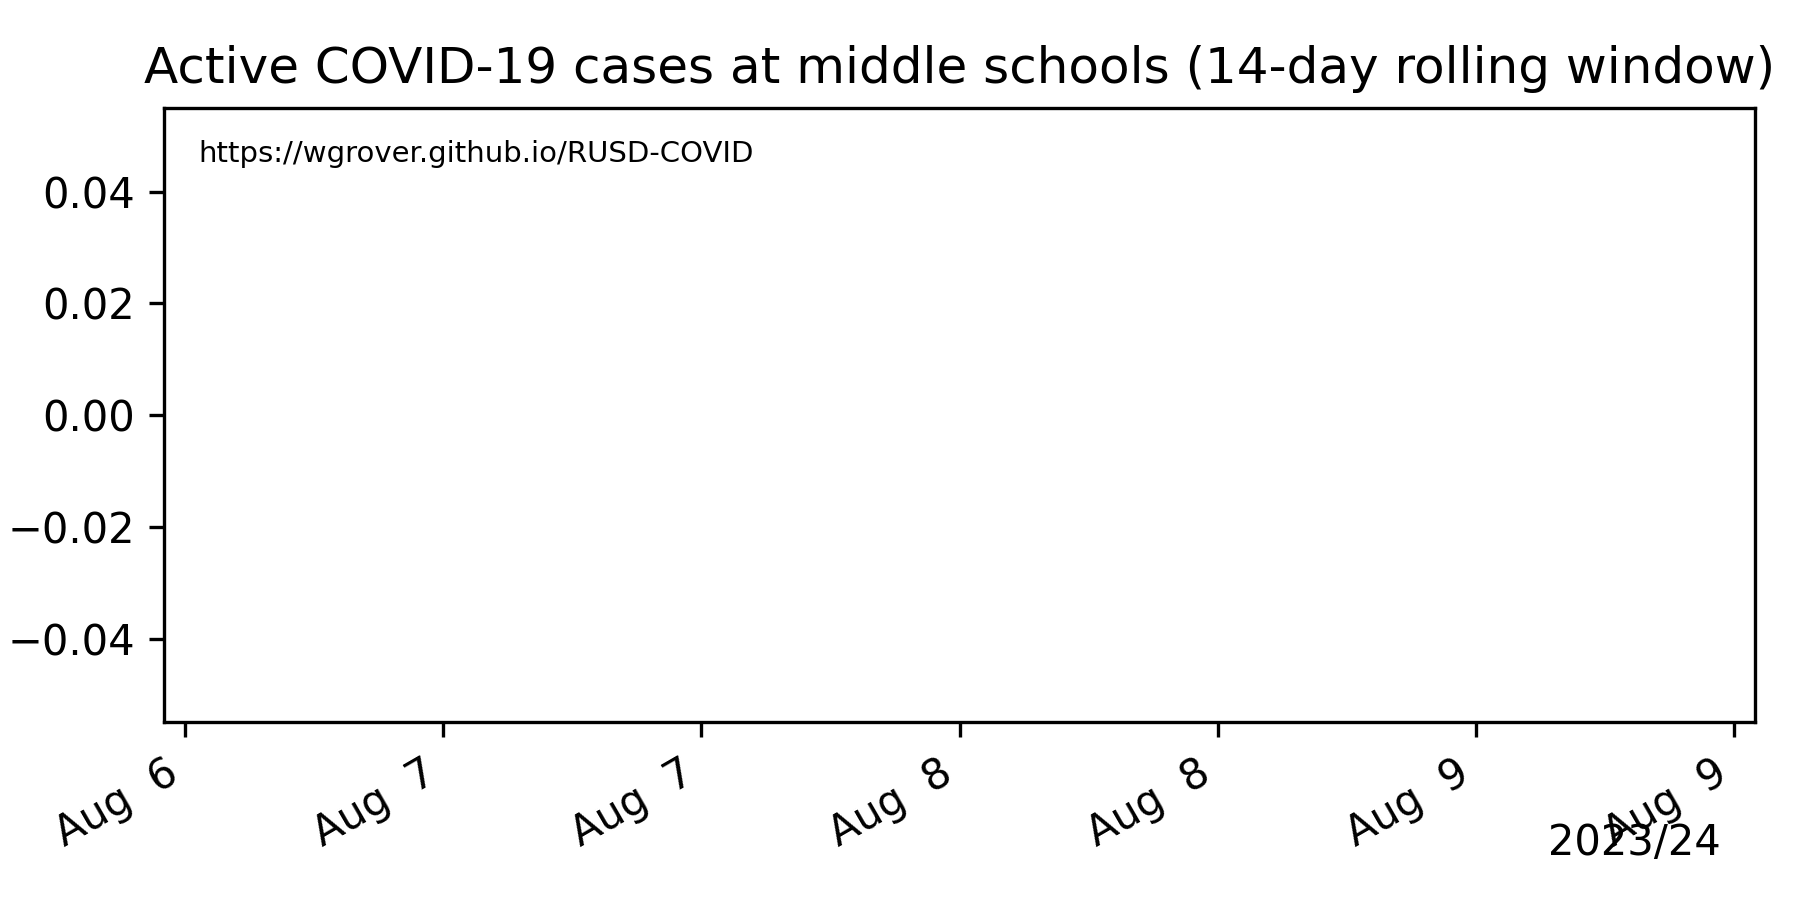 Active COVID-19 cases at middle schools (14-day rolling window)
https://wgrover.github.io/RUSD-COVID
0.04
0.02
0.00
−0.02
−0.04
Aug 6
Aug 7
Aug 7
Aug 8
Aug 8
Aug 9
Aug 9
2023/24